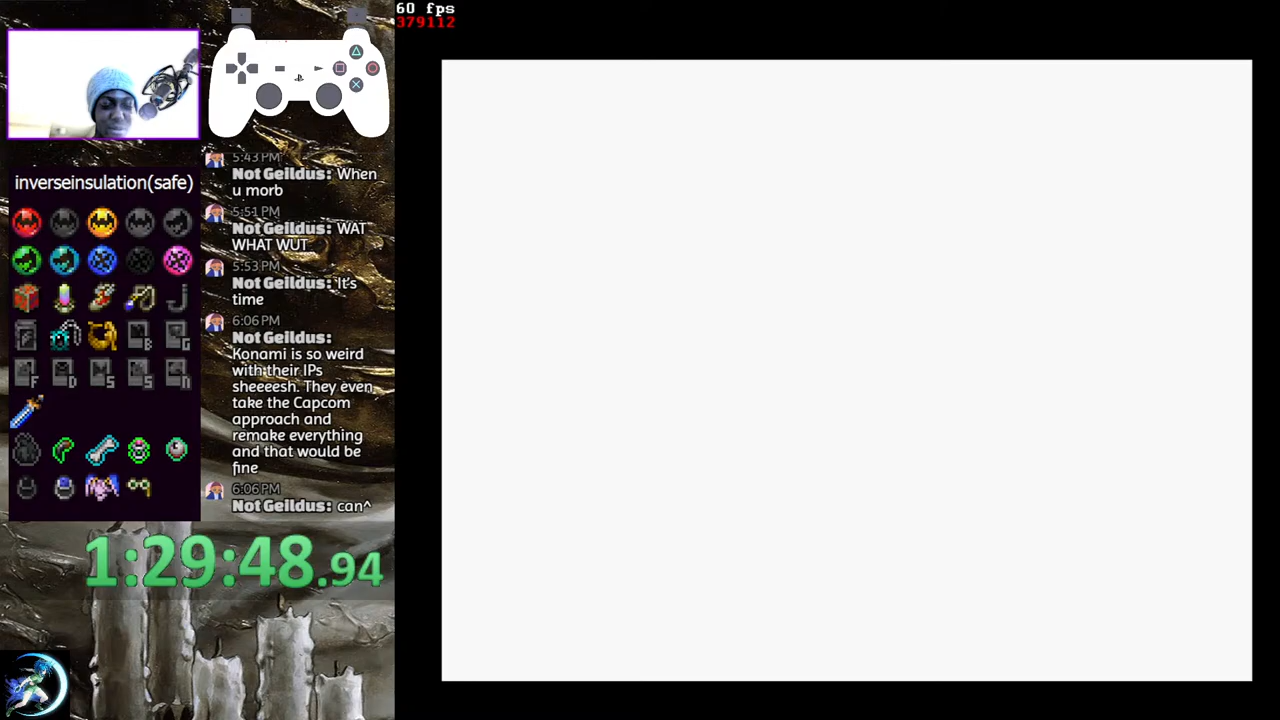 60 fps
379112
inverseinsulation(safe)
5:43 PM
Not Geildus: When
u morb
5:51 PM
Not Geildus: WAT
WHAT WUT
5:53 PM
Not Geildus: It's
time
6:06 PM
Not Geildus:
Konami is so weird
with their IPs
sheeeesh. They even
take the Capcom
approach and
remake everything
and that would be
fine
6:06 PM
Not Geildus: can^
B
G
F
D
S
S
n
1:29:48.94